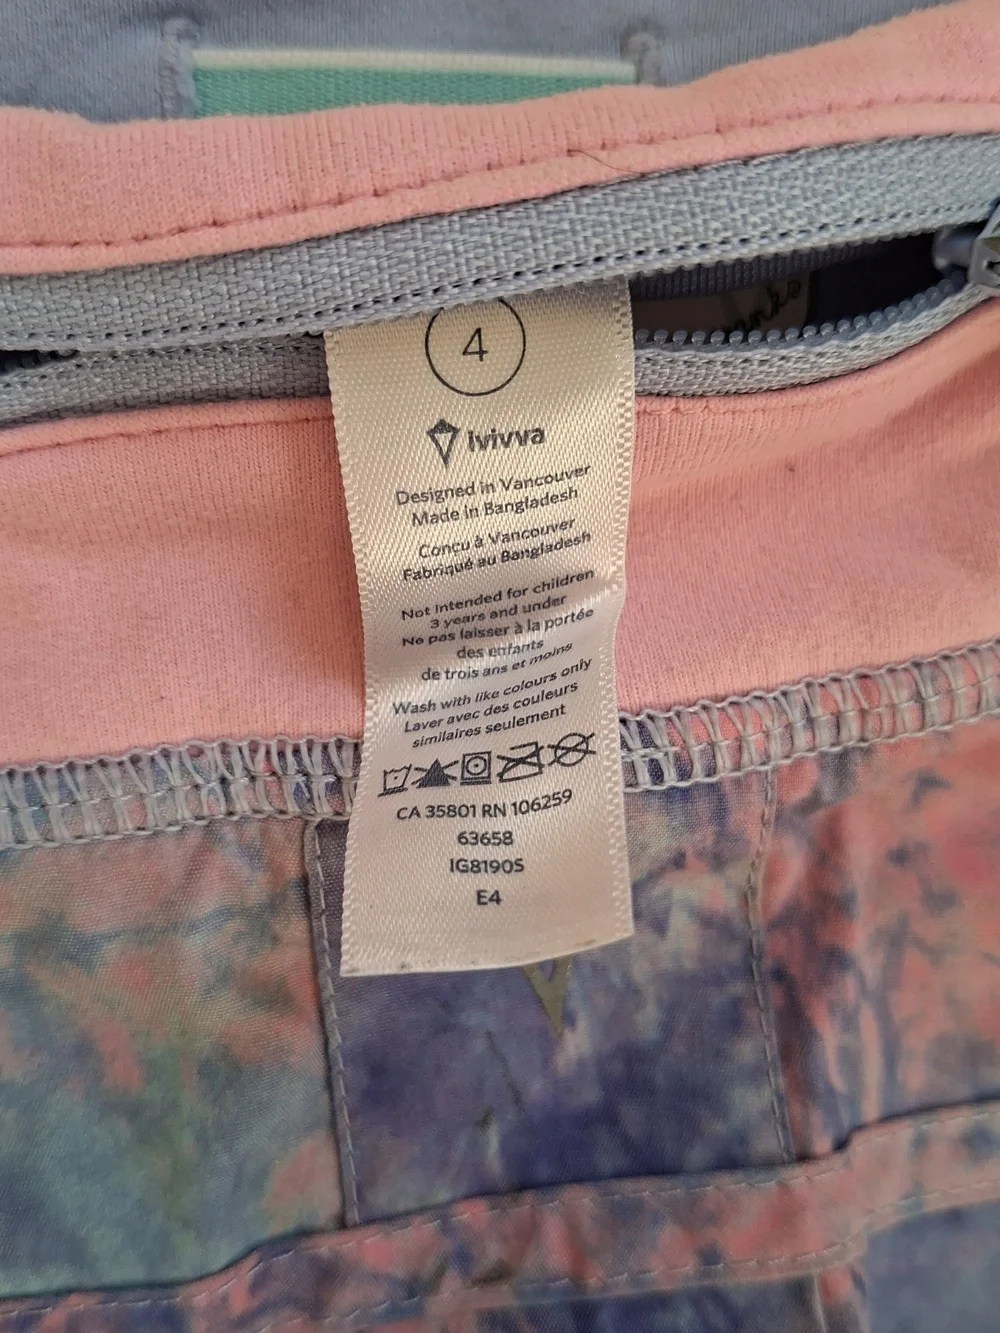 4
ivivva
Designed in Vancouver
Made in Bangladesh
Concu à Vancouver
Fabriqué au Bangladesh
Not intended for children
3 years and under
Ne pas laisser à la portée
des enfants
de trois ans et moins
Wash with like colours only
Laver avec des couleurs
similaires seulement
CA 35801 RN 106259
63658
IG8190S
E4